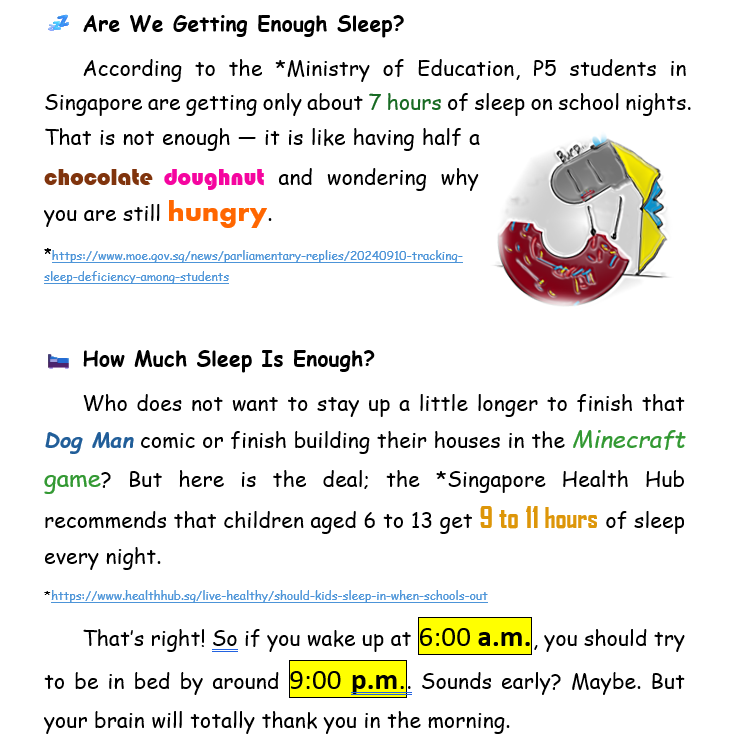 Are We Getting Enough Sleep?
According to the *Ministry of Education, P5 students in
Singapore are getting only about 7 hours of sleep on school nights.
That is not enough — it is like having half a
chocolate doughnut and wondering why
you are still hungry.
Burp
*https://www.moe.gov.sg/news/parliamentary-replies/20240910-tracking-
sleep-deficiency-among-students
How Much Sleep Is Enough?
Who does not want to stay up a little longer to finish that
Dog Man comic or finish building their houses in the Minecraft
game? But here is the deal; the *Singapore Health Hub
recommends that children aged 6 to 13 get 9 to 11 hours of sleep
every night.
*https://www.healthhub.sg/live-healthy/should-kids-sleep-in-when-schools-out
That's right! So if you wake up at 6:00 a.m., you should try
to be in bed by around 9:00 p.m.. Sounds early? Maybe. But
your brain will totally thank you in the morning.